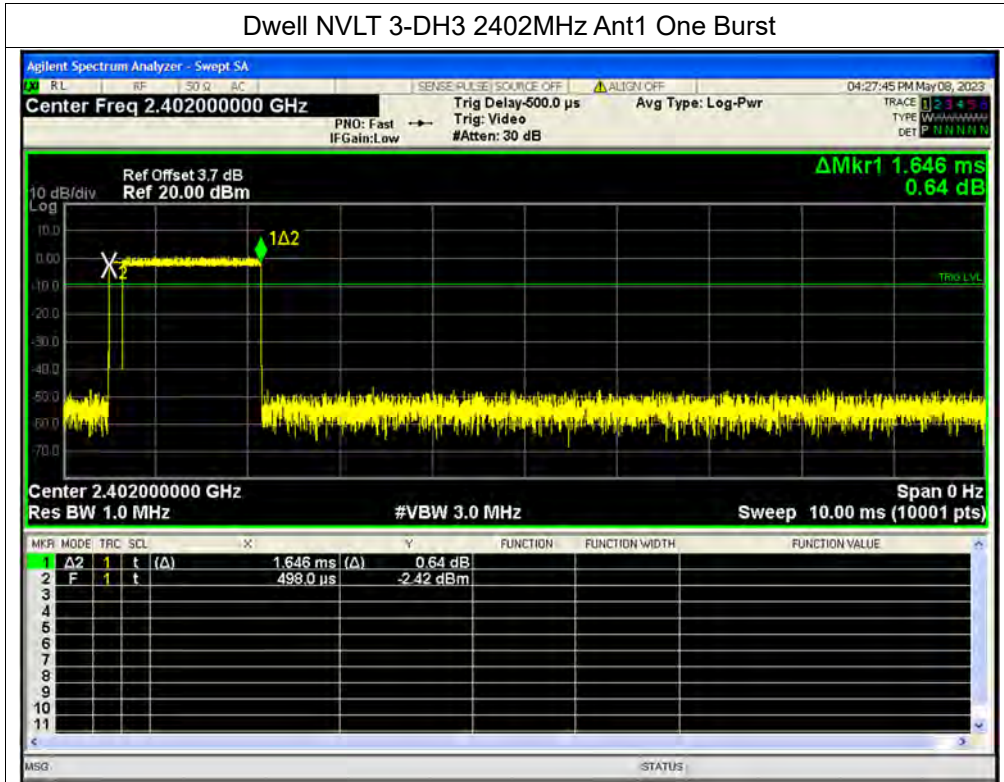 Dwell NVLT 3-DH3 2402MHz Ant1 One Burst
Agilent Spectrum Analyzer - Swept SA
RL RF 50 Ω AC SENSE:PULSE SOURCE OFF ALIGN OFF 04:27:45 PM May 08, 2023
Center Freq 2.402000000 GHz Trig Delay-500.0 µs Avg Type: Log-Pwr TRACE 1 2 3 4 5 6
PNO: Fast Trig: Video TYPE W
IFGain:Low #Atten: 30 dB DET P N N N N N
ΔMkr1 1.646 ms
Ref Offset 3.7 dB 0.64 dB
10 dB/div Ref 20.00 dBm
Log
10.0
1Δ2
0.00
2
TRIG LVL
-10.0
-20.0
-30.0
-40.0
-50.0
-60.0
-70.0
Center 2.402000000 GHz Span 0 Hz
Res BW 1.0 MHz #VBW 3.0 MHz Sweep 10.00 ms (10001 pts)
MKR MODE TRC SCL X Y FUNCTION FUNCTION WIDTH FUNCTION VALUE
1 Δ2 1 t (Δ) 1.646 ms (Δ) 0.64 dB
2 F 1 t 498.0 µs -2.42 dBm
3
4
5
6
7
8
9
10
11
MSG STATUS